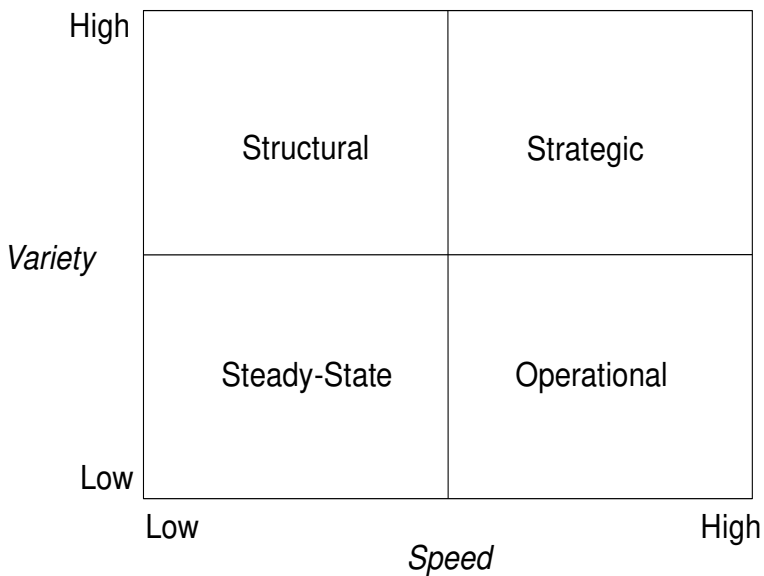 High
Structural
Strategic
Variety
Steady-State
Operational
Low
Low
High
Speed